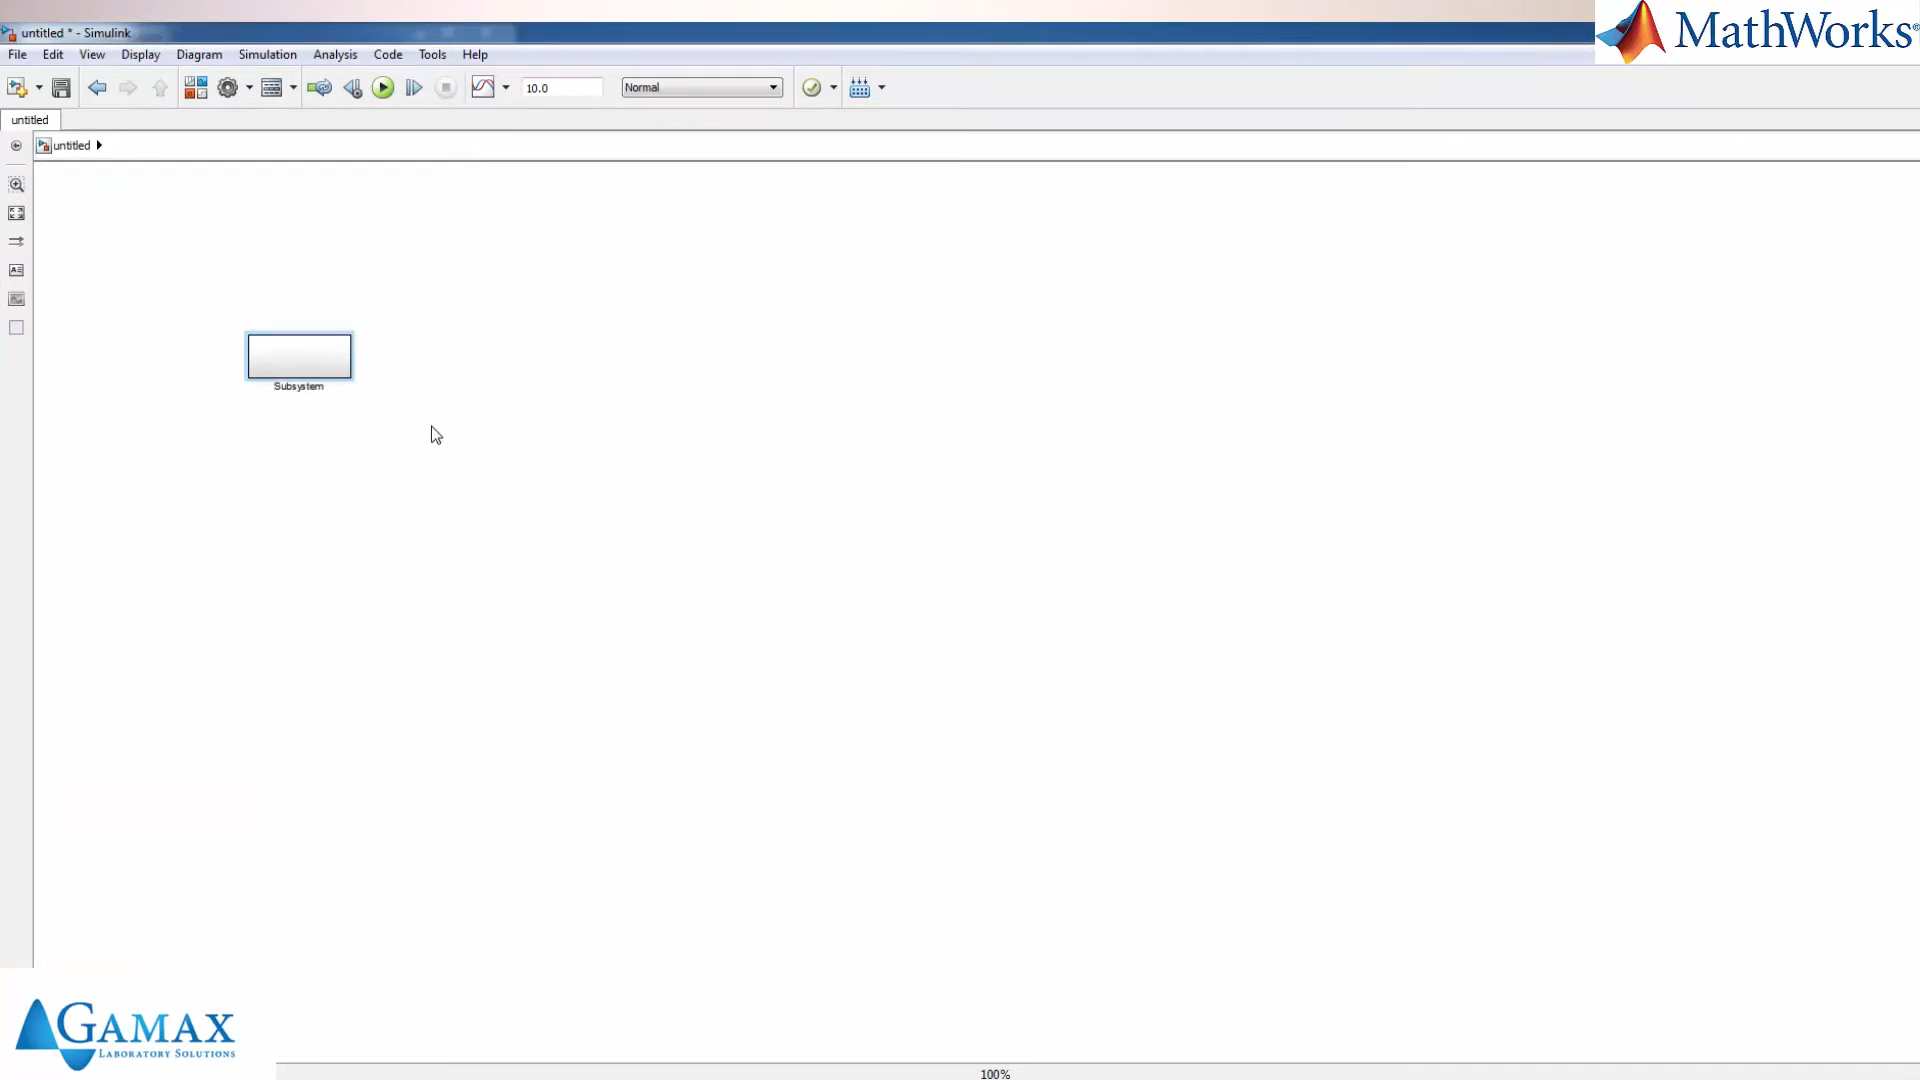 untitled * - Simulink
MathWorks®
File Edit View Display Diagram Simulation Analysis Code Tools Help
10.0 Normal
untitled
untitled
Subsystem
GAMAX
LABORATORY SOLUTIONS
100%